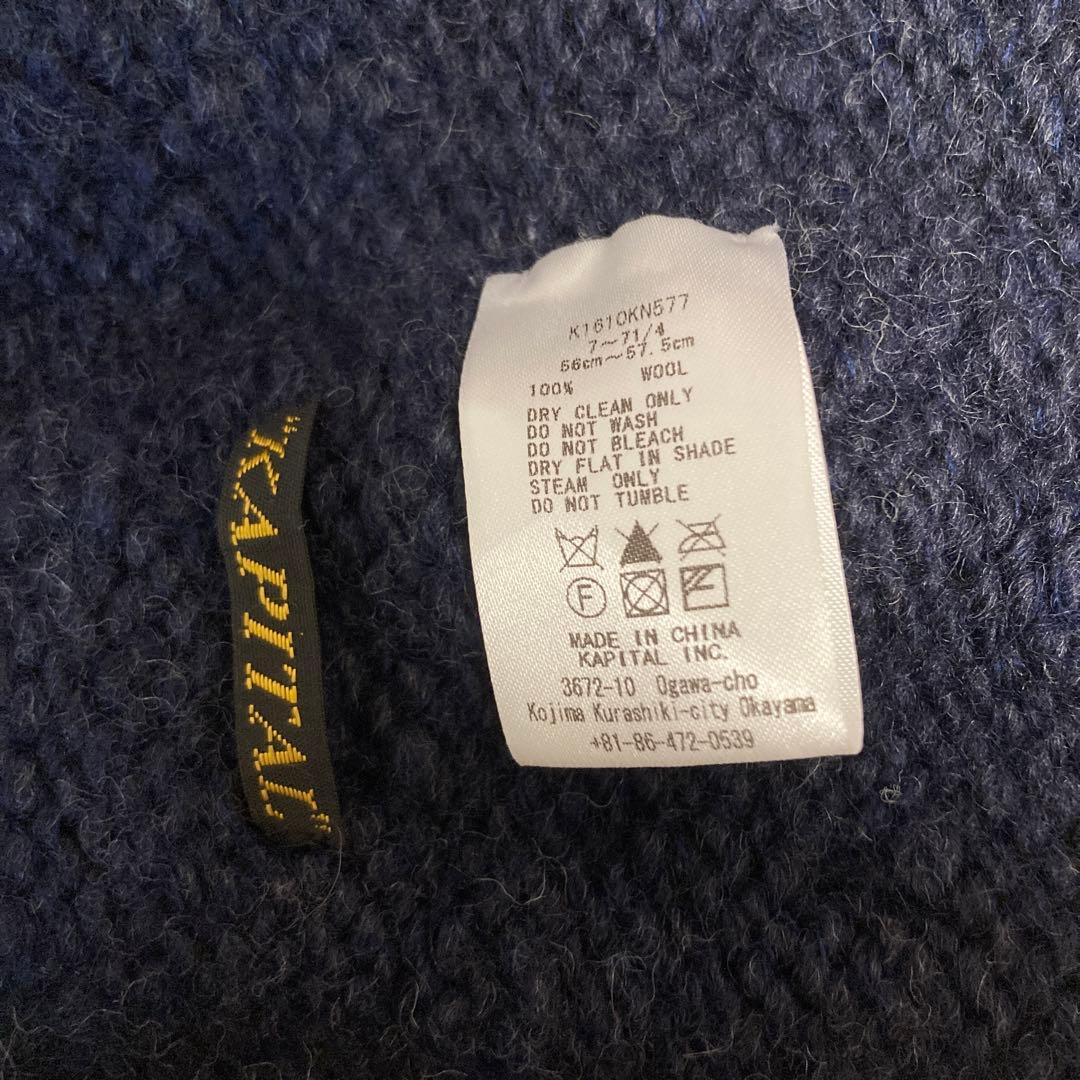 "KAPITAL"
K1610KN577
7~71/4
56cm~57.5cm
100% WOOL
DRY CLEAN ONLY
DO NOT WASH
DO NOT BLEACH
DRY FLAT IN SHADE
STEAM ONLY
DO NOT TUMBLE
F
MADE IN CHINA
KAPITAL INC.
3672-10 Ogawa-cho
Kojima Kurashiki-city Okayama
+81-86-472-0539